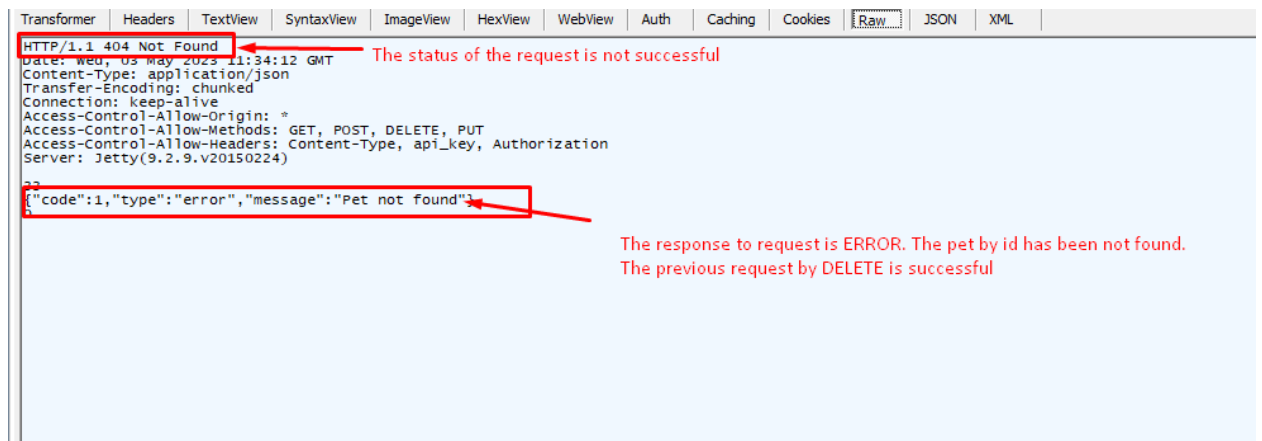 Transformer Headers TextView SyntaxView ImageView HexView WebView Auth Caching Cookies Raw JSON XML
HTTP/1.1 404 Not Found
The status of the request is not successful
Date: Wed, 03 May 2023 11:34:12 GMT
Content-Type: application/json
Transfer-Encoding: chunked
Connection: keep-alive
Access-Control-Allow-Origin: *
Access-Control-Allow-Methods: GET, POST, DELETE, PUT
Access-Control-Allow-Headers: Content-Type, api_key, Authorization
Server: Jetty(9.2.9.v20150224)
{"code":1,"type":"error","message":"Pet not found"}
0
The response to request is ERROR. The pet by id has been not found.
The previous request by DELETE is successful